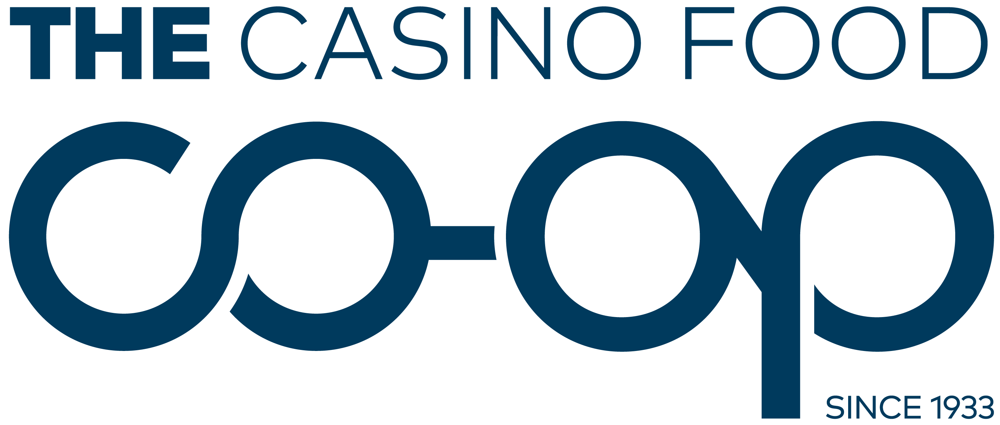 THE CASINO FOOD
co-op
SINCE 1933